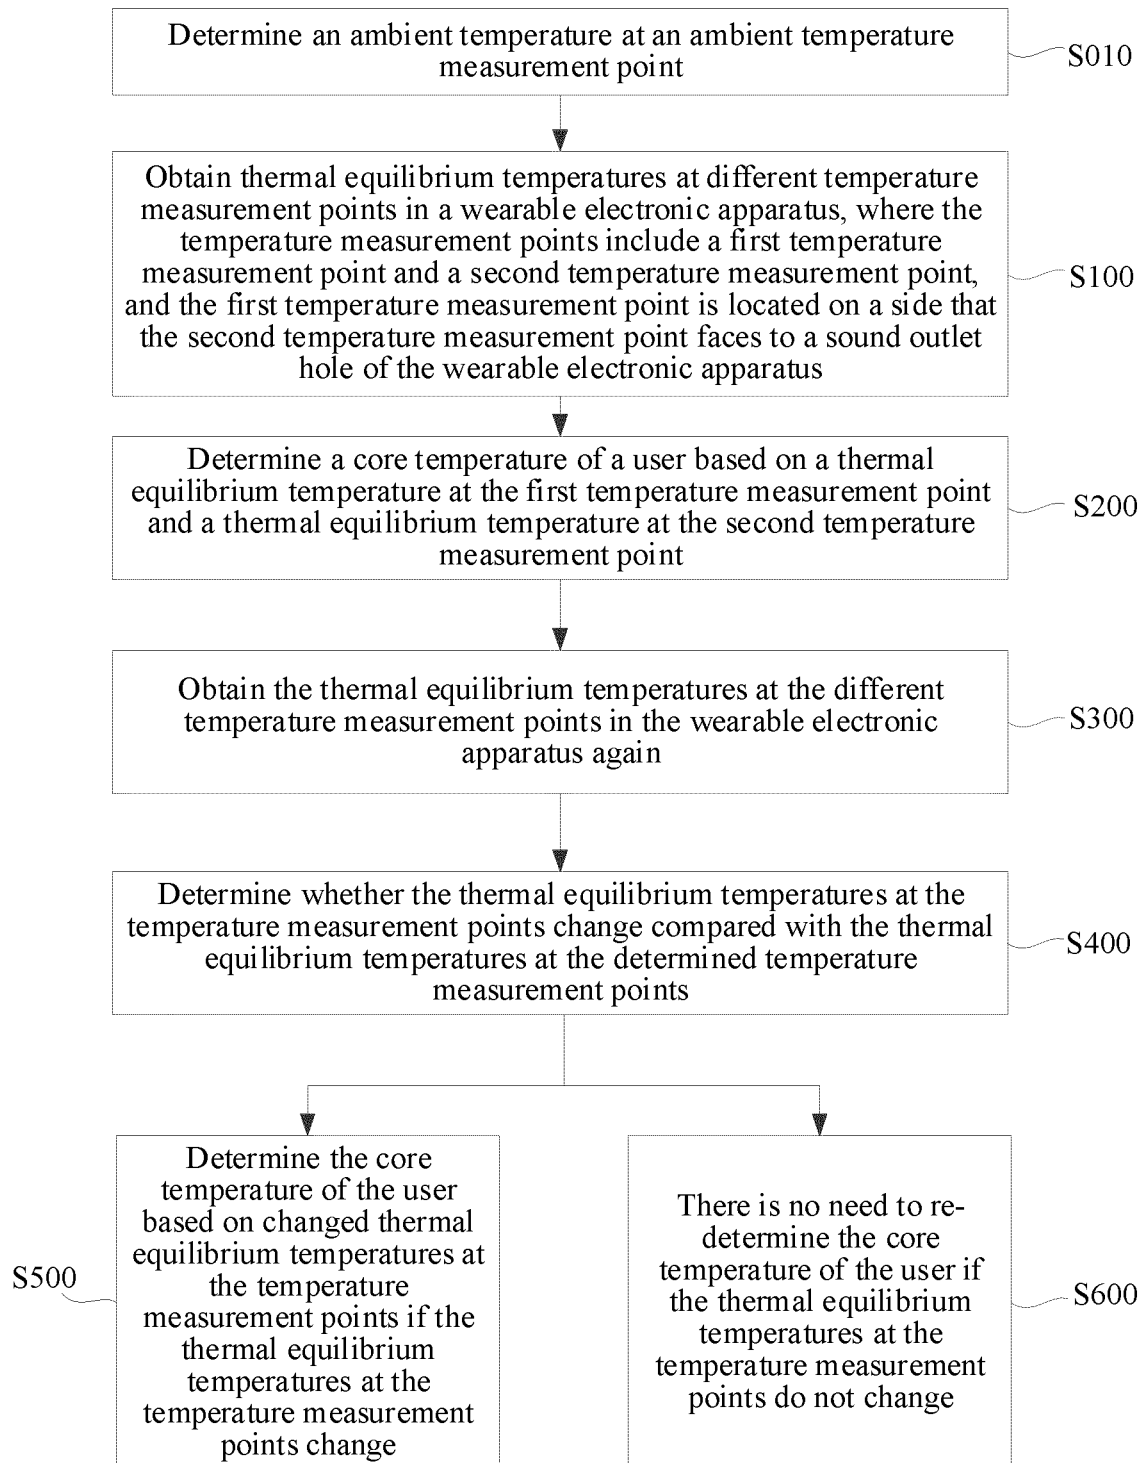 Determine an ambient temperature at an ambient temperature
measurement point
S010
Obtain thermal equilibrium temperatures at different temperature
measurement points in a wearable electronic apparatus, where the
temperature measurement points include a first temperature
measurement point and a second temperature measurement point,
and the first temperature measurement point is located on a side that
the second temperature measurement point faces to a sound outlet
hole of the wearable electronic apparatus
S100
Determine a core temperature of a user based on a thermal
equilibrium temperature at the first temperature measurement point
and a thermal equilibrium temperature at the second temperature
measurement point
S200
Obtain the thermal equilibrium temperatures at the different
temperature measurement points in the wearable electronic
apparatus again
S300
Determine whether the thermal equilibrium temperatures at the
temperature measurement points change compared with the thermal
equilibrium temperatures at the determined temperature
measurement points
S400
Determine the core
temperature of the user
based on changed thermal
equilibrium temperatures at
the temperature
measurement points if the
thermal equilibrium
temperatures at the
temperature measurement
points change
S500
There is no need to re-
determine the core
temperature of the user if
the thermal equilibrium
temperatures at the
temperature measurement
points do not change
S600